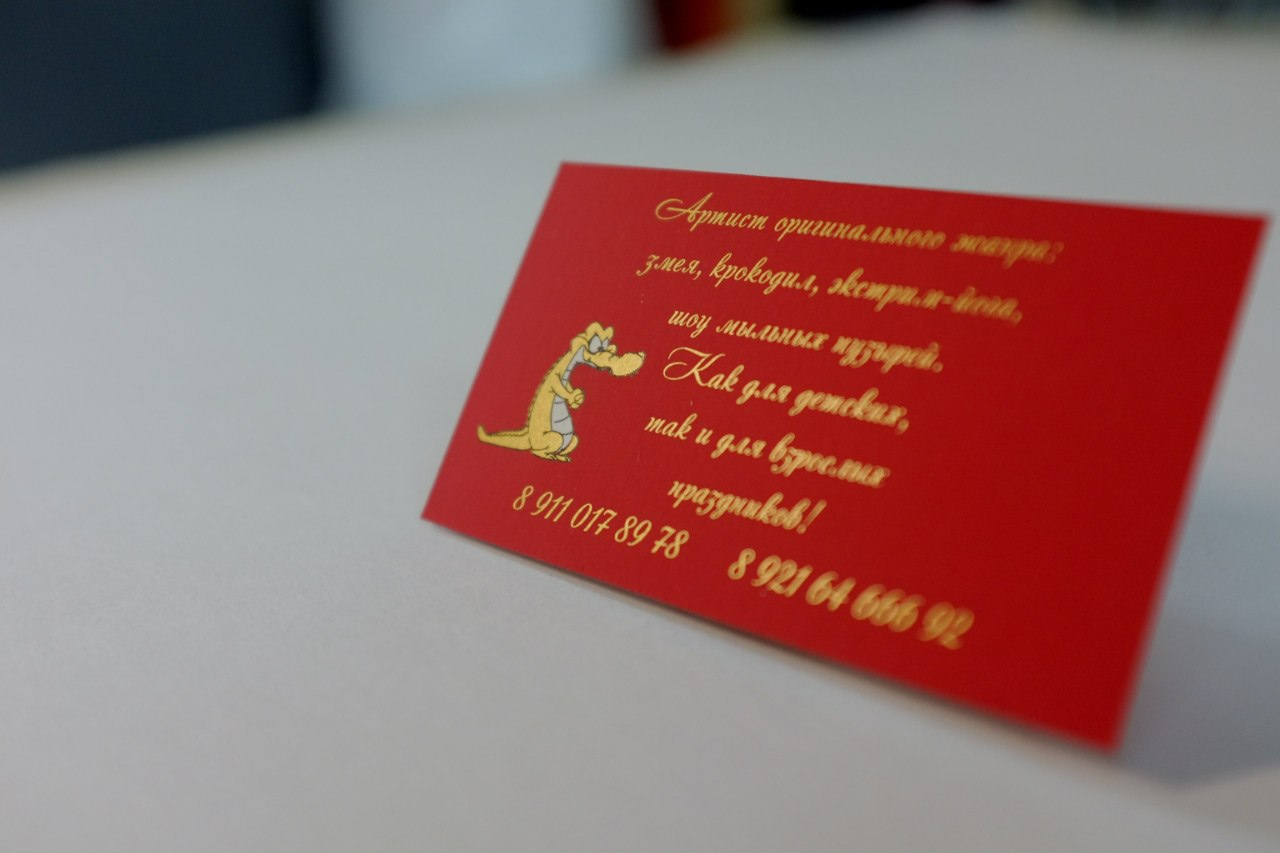 Артист оригинального жанра:
змея, крокодил, экстрим-йога,
шоу мыльных пузырей.
Как для детских,
так и для взрослых
праздников!
8 911 017 89 78
8 921 64 666 92